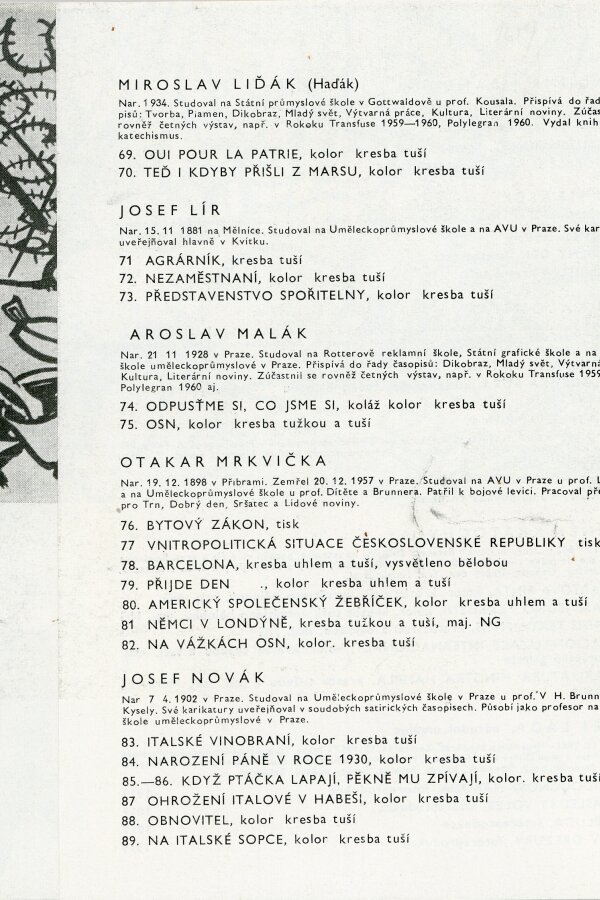 MIROSLAV LIĎÁK (Haďák)
Nar. 1934. Studoval na Státní průmyslové škole v Gottwaldově u prof. Kousala. Přispívá do řad
pisů: Tvorba, Plamen, Dikobraz, Mladý svět, Výtvarná práce, Kultura, Literární noviny. Zúčas
rovněž četných výstav, např. v Rokoku Transfuse 1959—1960, Polylegran 1960. Vydal knih
katechismus.
69. OUI POUR LA PATRIE, kolor kresba tuší
70. TEĎ I KDYBY PŘIŠLI Z MARSU, kolor kresba tuší
JOSEF LÍR
Nar. 15. 11 1881 na Mělníce. Studoval na Uměleckoprůmyslové škole a na AVU v Praze. Své kar
uveřejňoval hlavně v Kvítku.
71 AGRÁRNÍK, kresba tuší
72. NEZAMĚSTNANÍ, kolor kresba tuší
73. PŘEDSTAVENSTVO SPOŘITELNY, kolor kresba tuší
AROSLAV MALÁK
Nar. 21 11 1928 v Praze. Studoval na Rotterově reklamní škole, Státní grafické škole a na
škole uměleckoprůmyslové v Praze. Přispívá do řady časopisů: Dikobraz, Mladý svět, Výtvarná
Kultura, Literární noviny. Zúčastnil se rovněž četných výstav, např. v Rokoku Transfuse 1959
Polylegran 1960 aj.
74. ODPUSŤME SI, CO JSME SI, koláž kolor kresba tuší
75. OSN, kolor kresba tužkou a tuší
OTAKAR MRKVIČKA
Nar. 19. 12. 1898 v Příbrami. Zemřel 20. 12. 1957 v Praze. Studoval na AVU v Praze u prof. L
a na Uměleckoprůmyslové škole u prof. Dítěte a Brunnera. Patřil k bojové levici. Pracoval pře
pro Trn, Dobrý den, Sršatec a Lidové noviny.
76. BYTOVÝ ZÁKON, tisk
77 VNITROPOLITICKÁ SITUACE ČESKOSLOVENSKÉ REPUBLIKY tisk
78. BARCELONA, kresba uhlem a tuší, vysvětleno bělobou
79. PŘIJDE DEN ., kolor kresba uhlem a tuší
80. AMERICKÝ SPOLEČENSKÝ ŽEBŘÍČEK, kolor kresba uhlem a tuší
81 NĚMCI V LONDÝNĚ, kresba tužkou a tuší, maj. NG
82. NA VÁŽKÁCH OSN, kolor. kresba tuší
JOSEF NOVÁK
Nar 7 4. 1902 v Praze. Studoval na Uměleckoprůmyslové škole v Praze u prof. V H. Brunn
Kysely. Své karikatury uveřejňoval v soudobých satirických časopisech. Působí jako profesor na
škole uměleckoprůmyslové v Praze.
83. ITALSKÉ VINOBRANÍ, kolor kresba tuší
84. NAROZENÍ PÁNĚ V ROCE 1930, kolor kresba tuší
85.—86. KDYŽ PTÁČKA LAPAJÍ, PĚKNĚ MU ZPÍVAJÍ, kolor. kresba tuší
87 OHROŽENÍ ITALOVÉ V HABEŠI, kolor kresba tuší
88. OBNOVITEL, kolor kresba tuší
89. NA ITALSKÉ SOPCE, kolor kresba tuší